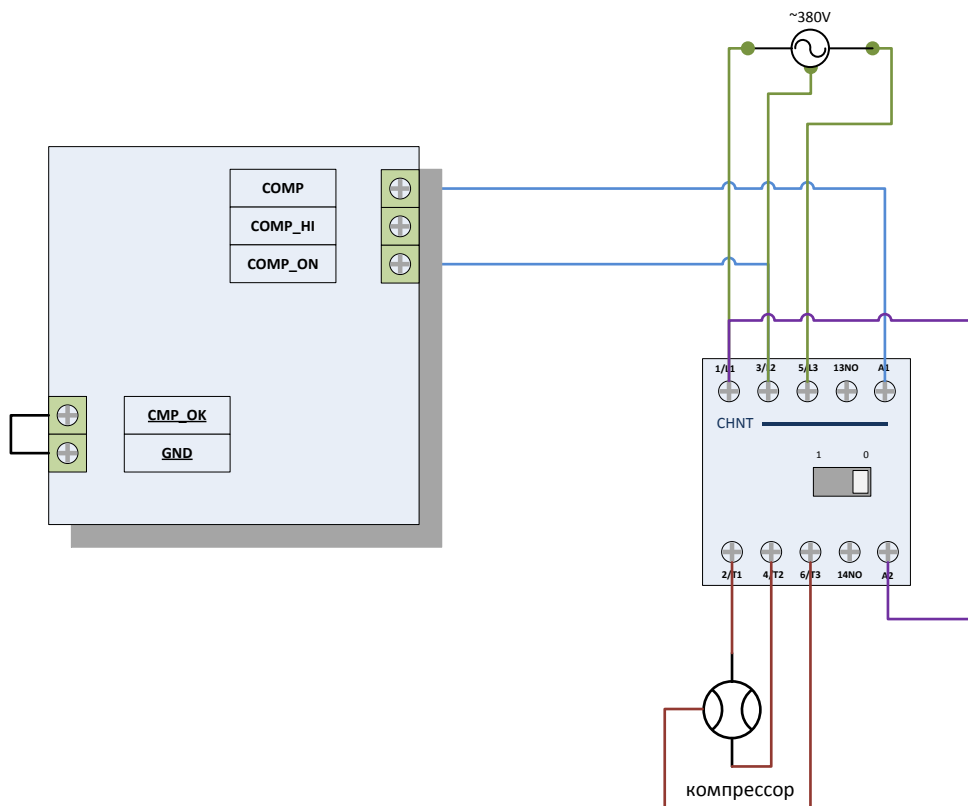 ~380V
COMP
COMP_HI
COMP_ON
1/L1 3/L2 5/L3 13NO A1
CHNT
CMP_OK
GND
1 0
2/T1 4/T2 6/T3 14NO A2
компрессор